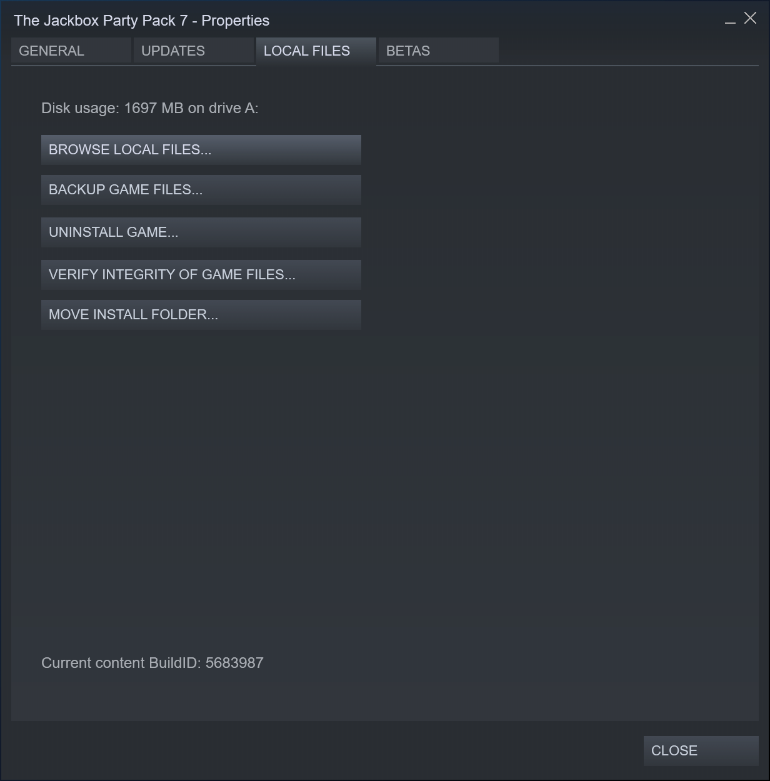 The Jackbox Party Pack 7 - Properties
GENERAL UPDATES LOCAL FILES BETAS
Disk usage: 1697 MB on drive A:
BROWSE LOCAL FILES...
BACKUP GAME FILES...
UNINSTALL GAME...
VERIFY INTEGRITY OF GAME FILES...
MOVE INSTALL FOLDER...
Current content BuildID: 5683987
CLOSE